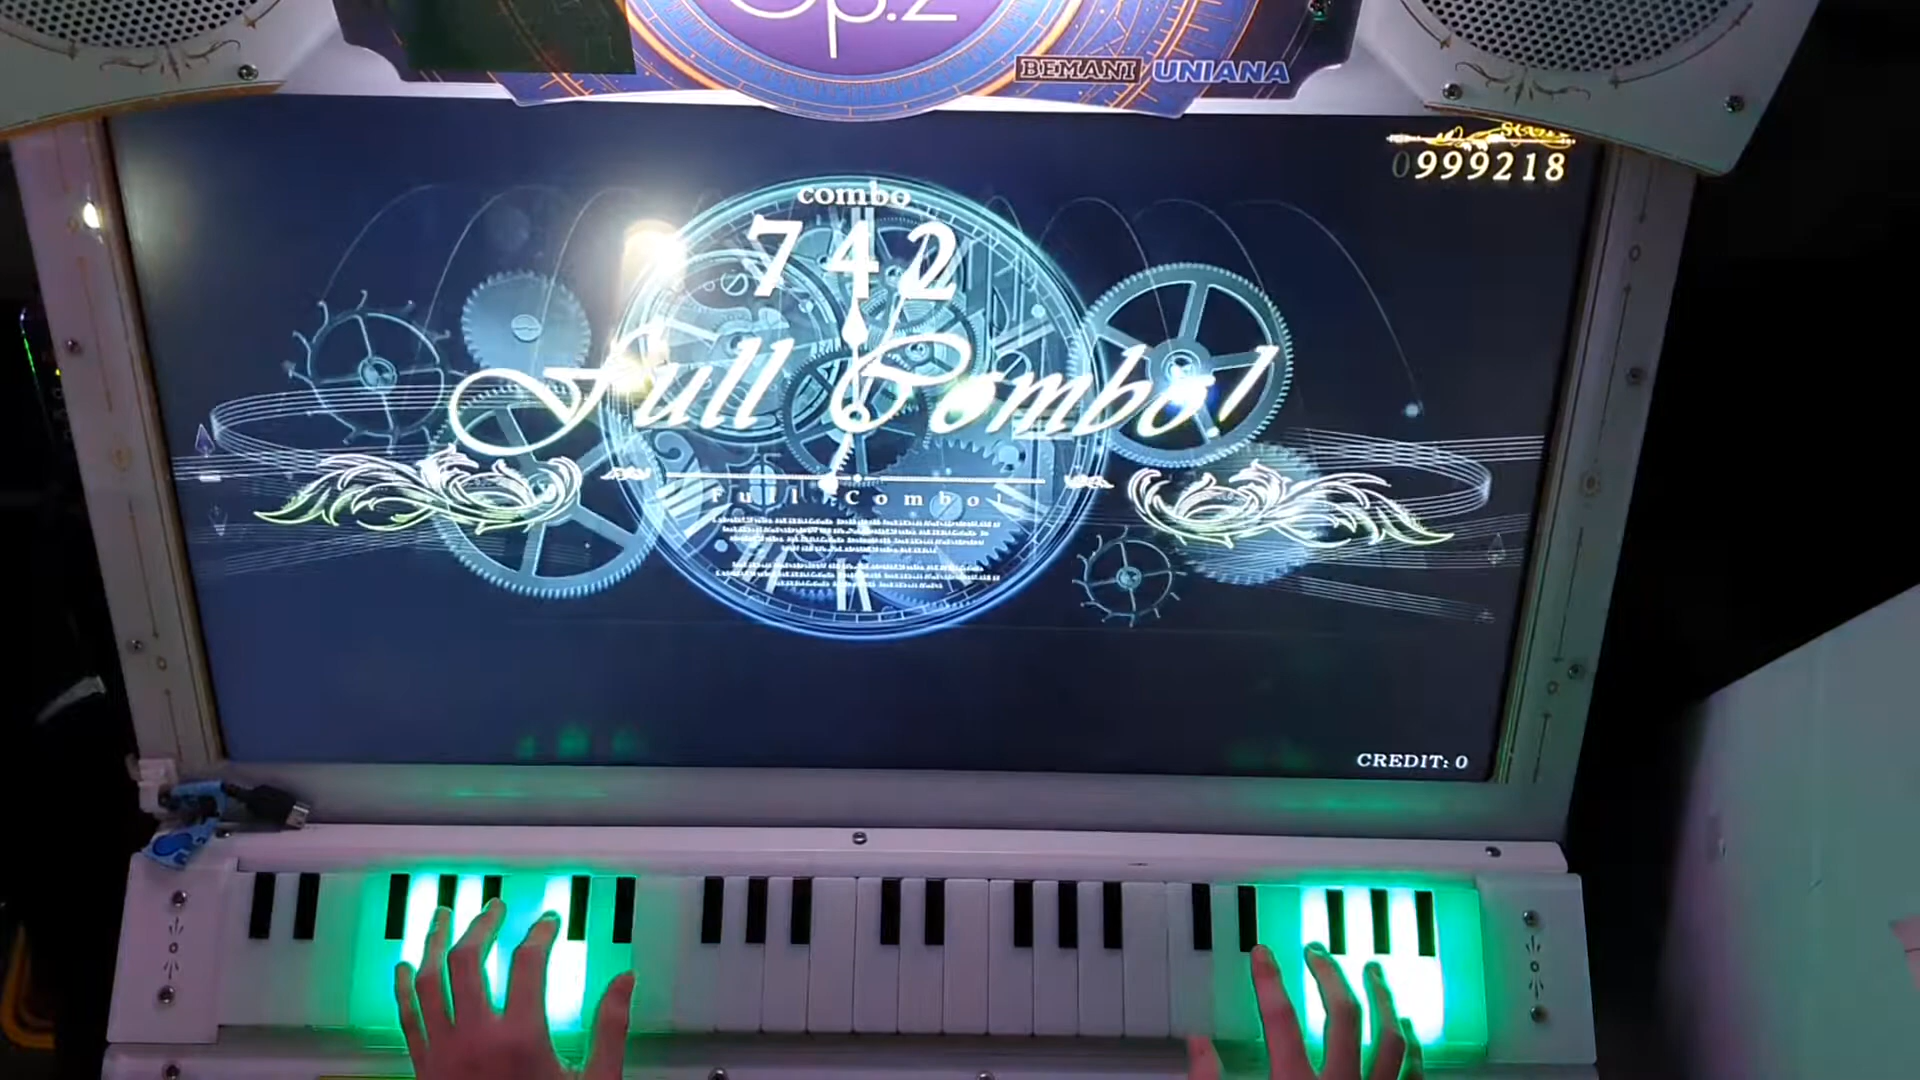 Op.2
BEMANI UNIANA
0999218
combo
742
Full Combo!
Full Combo!
CREDIT: 0